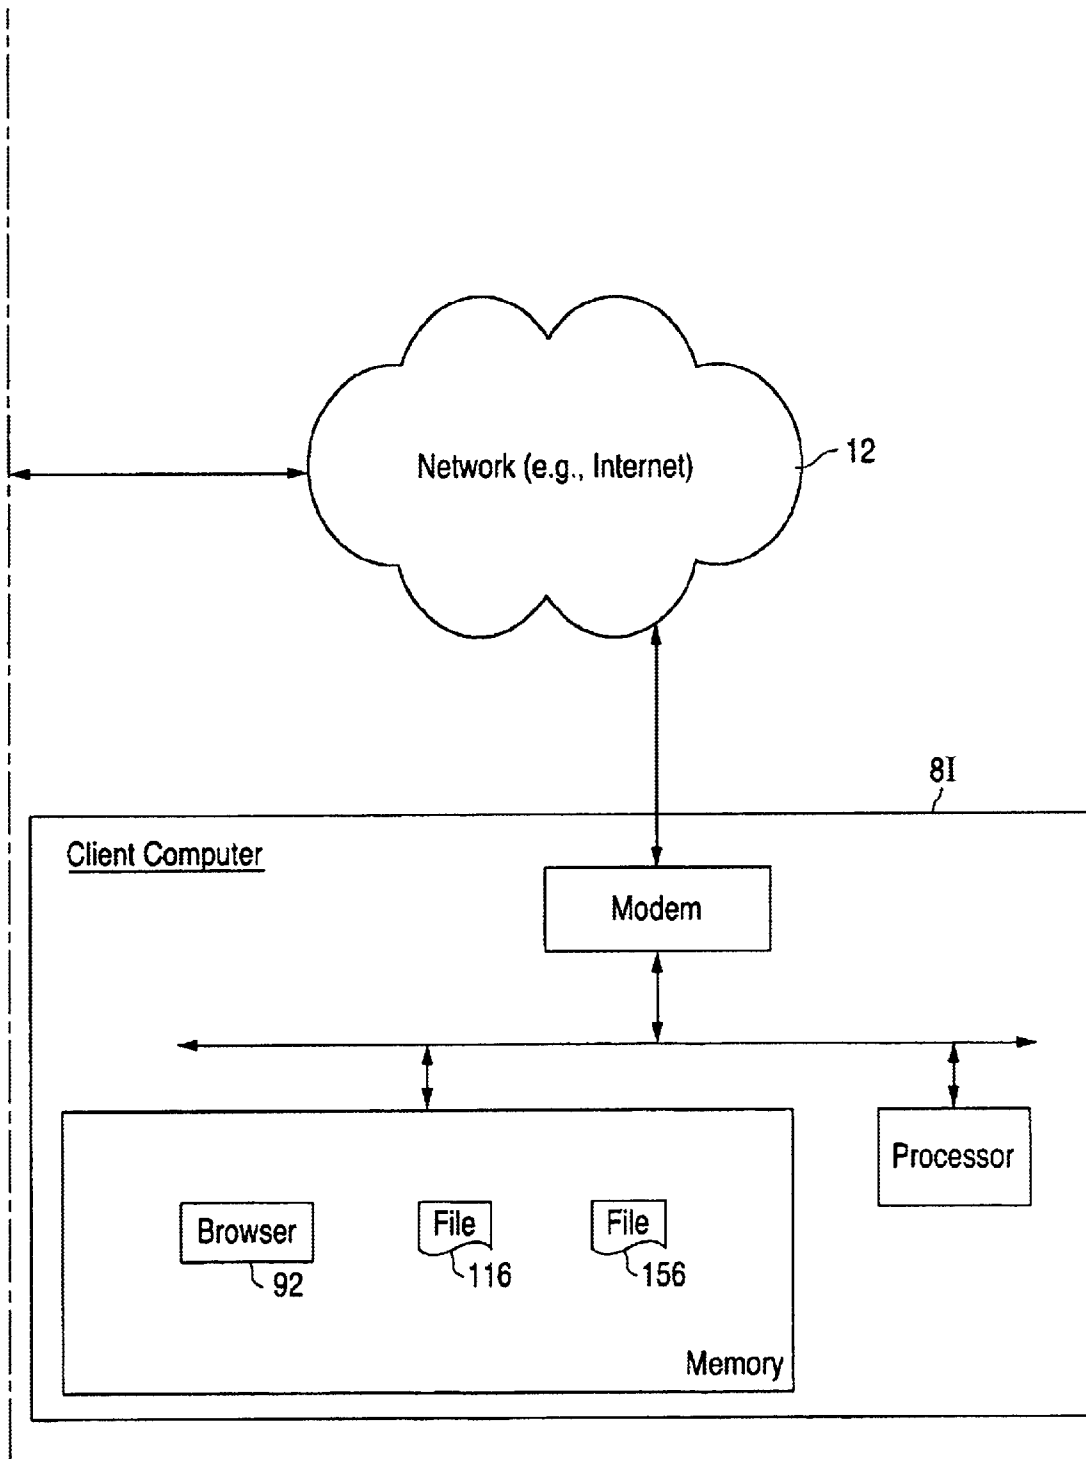 Network (e.g., Internet)
12
8I
Client Computer
Modem
Processor
Browser
File
File
92
116
156
Memory